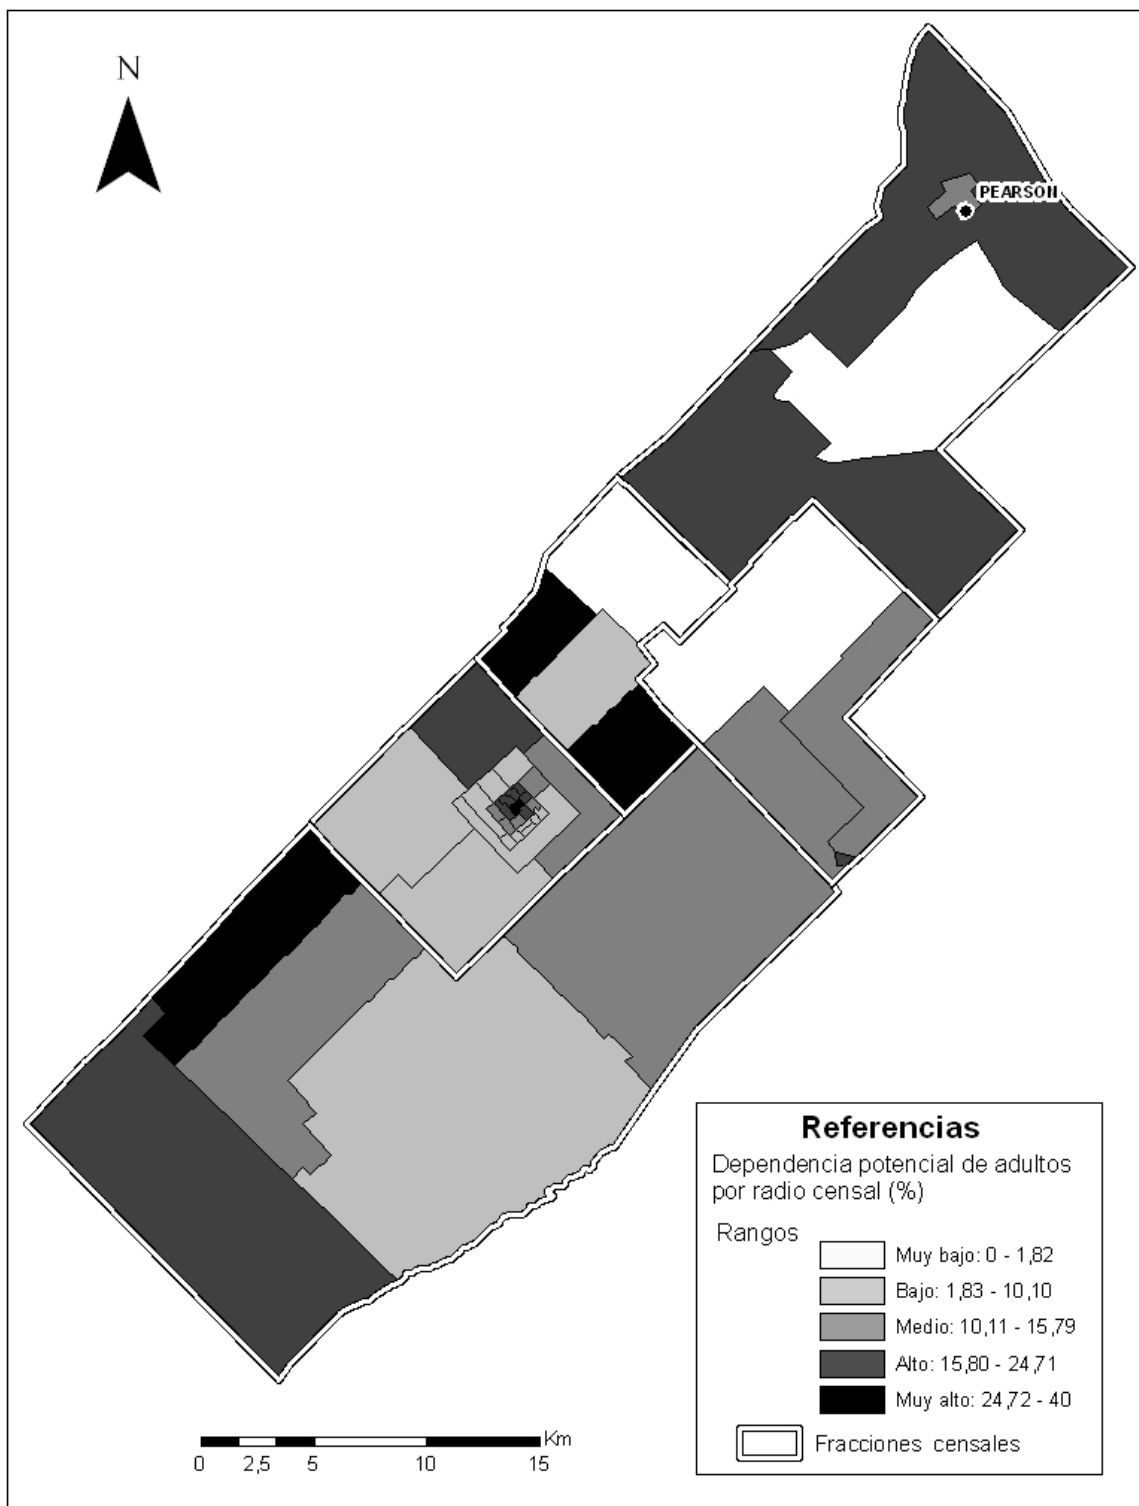 N
PEARSON
Referencias
Dependencia potencial de adultos
por radio censal (%)
Rangos
Muy bajo: 0 - 1,82
Bajo: 1,83 - 10,10
Medio: 10,11 - 15,79
Alto: 15,80 - 24,71
Muy alto: 24,72 - 40
Fracciones censales
Km
0 2,5 5 10 15